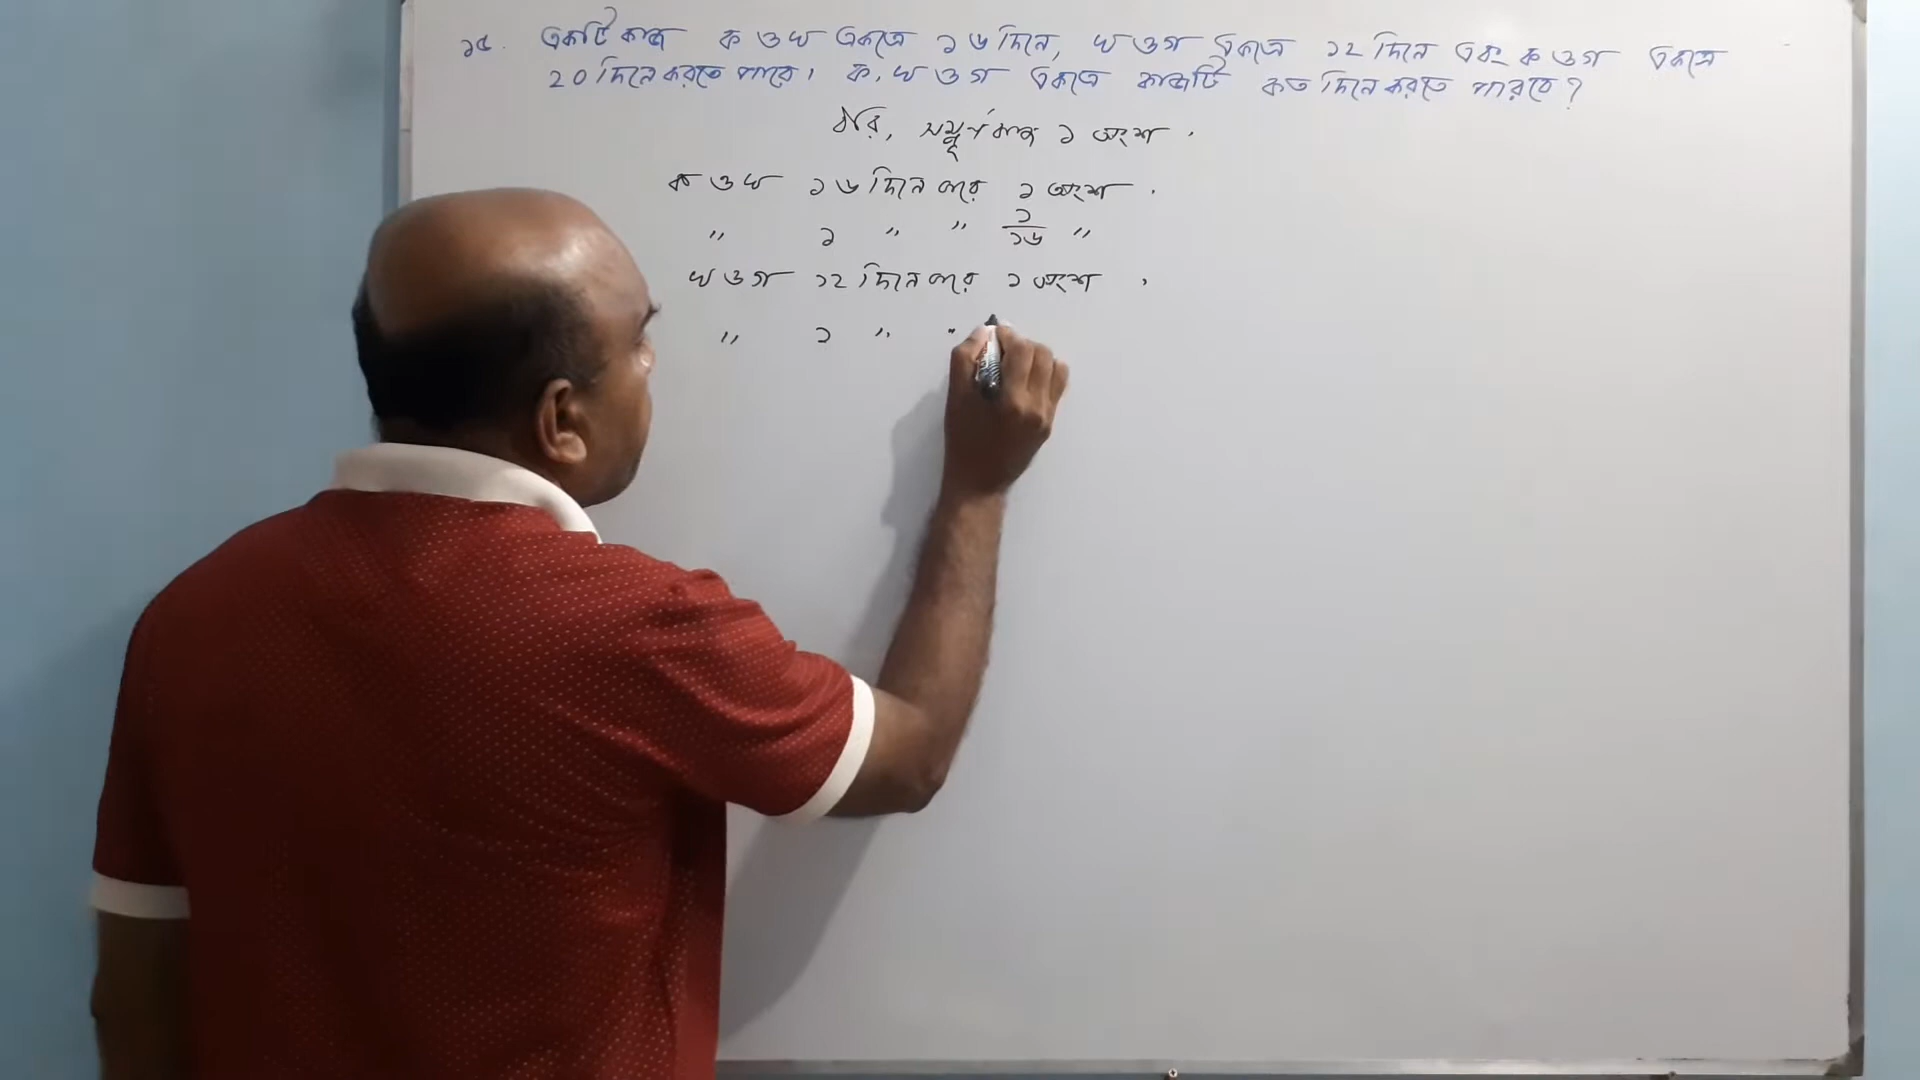 ১৫. একটি কাজ ক ও খ একত্রে ১৬ দিনে, খ ও গ একত্রে ১২ দিনে এবং ক ও গ একত্রে
২০ দিনে করতে পারে। ক, খ ও গ একত্রে কাজটি কত দিনে করতে পারবে?
ধরি, সম্পূর্ণ কাজ ১ অংশ .
ক ও খ ১৬ দিনে করে ১ অংশ .
" ১ " " ১/১৬ "
খ ও গ ১২ দিনে করে ১ অংশ .
" ১ " "